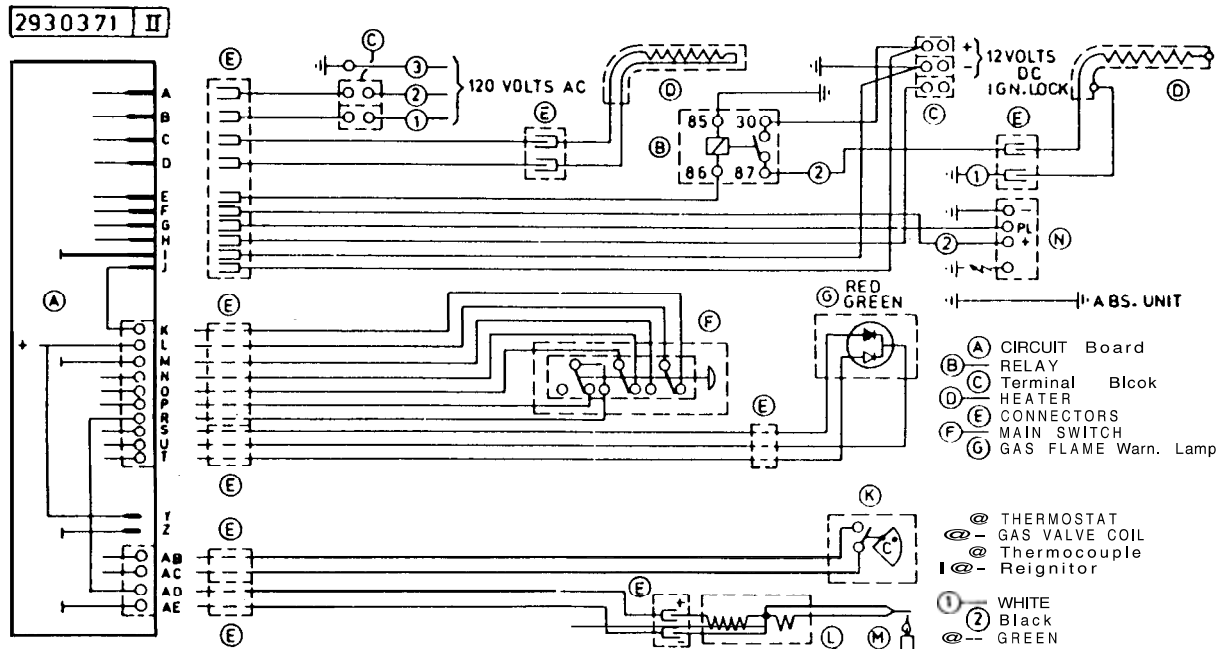 2930371 II
E
C
3
2
1
120 VOLTS AC
E
D
85
30
86
87
B
2
C
+
-
12 VOLTS
DC
IGN. LOCK
E
D
1
-
PL
+
2
N
A
B
C
D
E
F
G
H
I
J
A
+
K
L
M
N
O
P
R
S
U
T
Y
Z
AB
AC
AD
AE
E
E
E
E
F
G
RED
GREEN
E
ABS. UNIT
K
C°
E
+
-
L
M
A CIRCUIT Board
B RELAY
C Terminal Blcok
D HEATER
E CONNECTORS
F MAIN SWITCH
G GAS FLAME Warn. Lamp
@ THERMOSTAT
@- GAS VALVE COIL
@ Thermocouple
I@- Reignitor
1 WHITE
2 Black
@-- GREEN